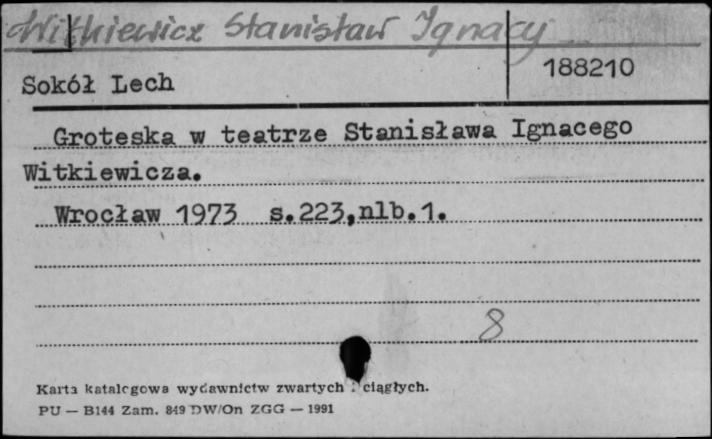 Witkiewicz Stanisław Ignacy
188210
Sokół Lech
Groteska w teatrze Stanisława Ignacego
Witkiewicza.
Wrocław 1973 s.223,nlb.1.
8
Karta katalogowa wydawnictw zwartych i ciągłych.
PU — B144 Zam. 849 DW/On ZGG — 1991